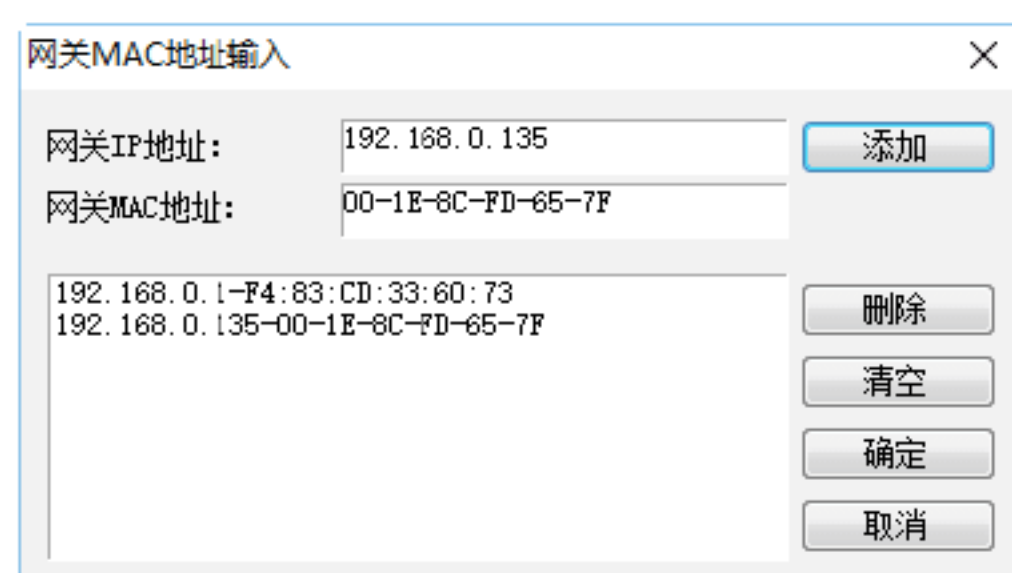 网关MAC地址输入
网关IP地址: 192.168.0.135 添加
网关MAC地址: 00-1E-8C-FD-65-7F
192.168.0.1-F4:83:CD:33:60:73
192.168.0.135-00-1E-8C-FD-65-7F
删除
清空
确定
取消